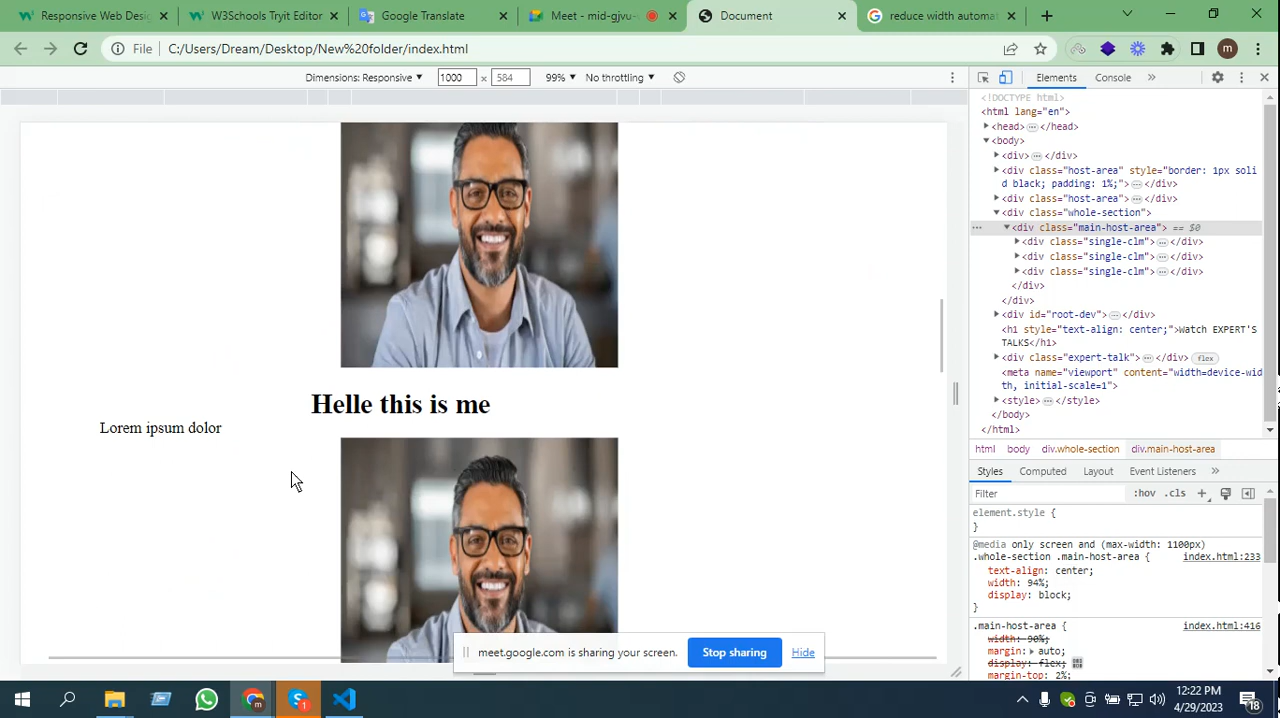 Responsive Web Desi
W3Schools Tryit Editor
Google Translate
Meet - mid-gjvu-
Document
reduce width automat
File
C:/Users/Dream/Desktop/New%20folder/index.html
m
Dimensions: Responsive
1000
×
584
99%
No throttling
Elements
Console
<!DOCTYPE html>
<html lang="en">
<head> </head>
<body>
<div> </div>
<div class="host-area" style="border: 1px soli
d black; padding: 1%;"> </div>
<div class="host-area"> </div>
<div class="whole-section">
<div class="main-host-area"> == $0
<div class="single-clm"> </div>
<div class="single-clm"> </div>
<div class="single-clm"> </div>
</div>
</div>
<div id="root-dev"> </div>
<h1 style="text-align: center;">Watch EXPERT'S
TALKS</h1>
<div class="expert-talk"> </div> flex
<meta name="viewport" content="width=device-wid
th, initial-scale=1">
<style> </style>
</body>
</html>
html body div.whole-section div.main-host-area
Styles
Computed
Layout
Event Listeners
Filter
:hov .cls
element.style {
}
@media only screen and (max-width: 1100px)
.whole-section .main-host-area { index.html:233
text-align: center;
width: 94%;
display: block;
}
.main-host-area { index.html:416
width: 90%;
margin: auto;
display: flex;
margin-top: 2%;
Helle this is me
Lorem ipsum dolor
meet.google.com is sharing your screen.
Stop sharing
Hide
12:22 PM
4/29/2023
18